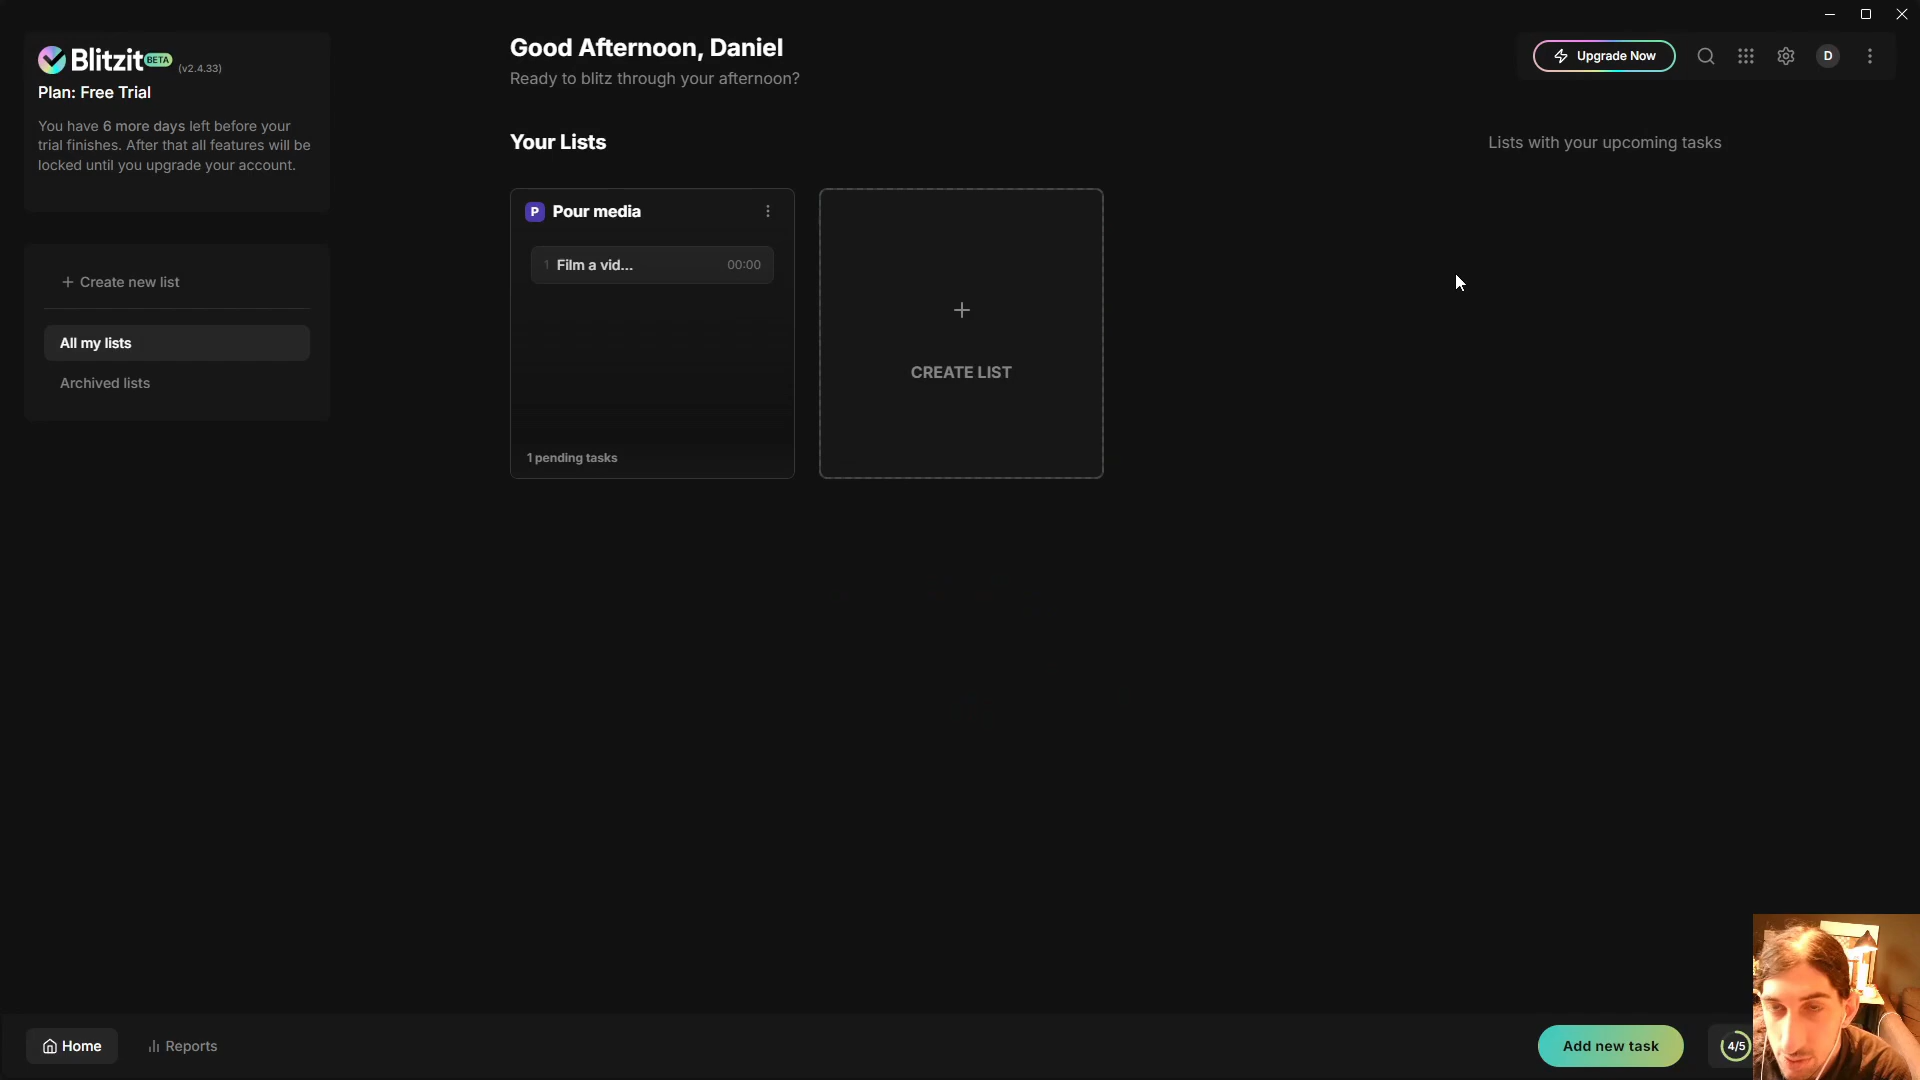 Blitzit BETA (v2.4.33)
Plan: Free Trial
You have 6 more days left before your
trial finishes. After that all features will be
locked until you upgrade your account.
+ Create new list
All my lists
Archived lists
Good Afternoon, Daniel
Ready to blitz through your afternoon?
Upgrade Now
D
Your Lists
Lists with your upcoming tasks
P Pour media
1 Film a vid... 00:00
1 pending tasks
+
CREATE LIST
Home
Reports
Add new task
4/5